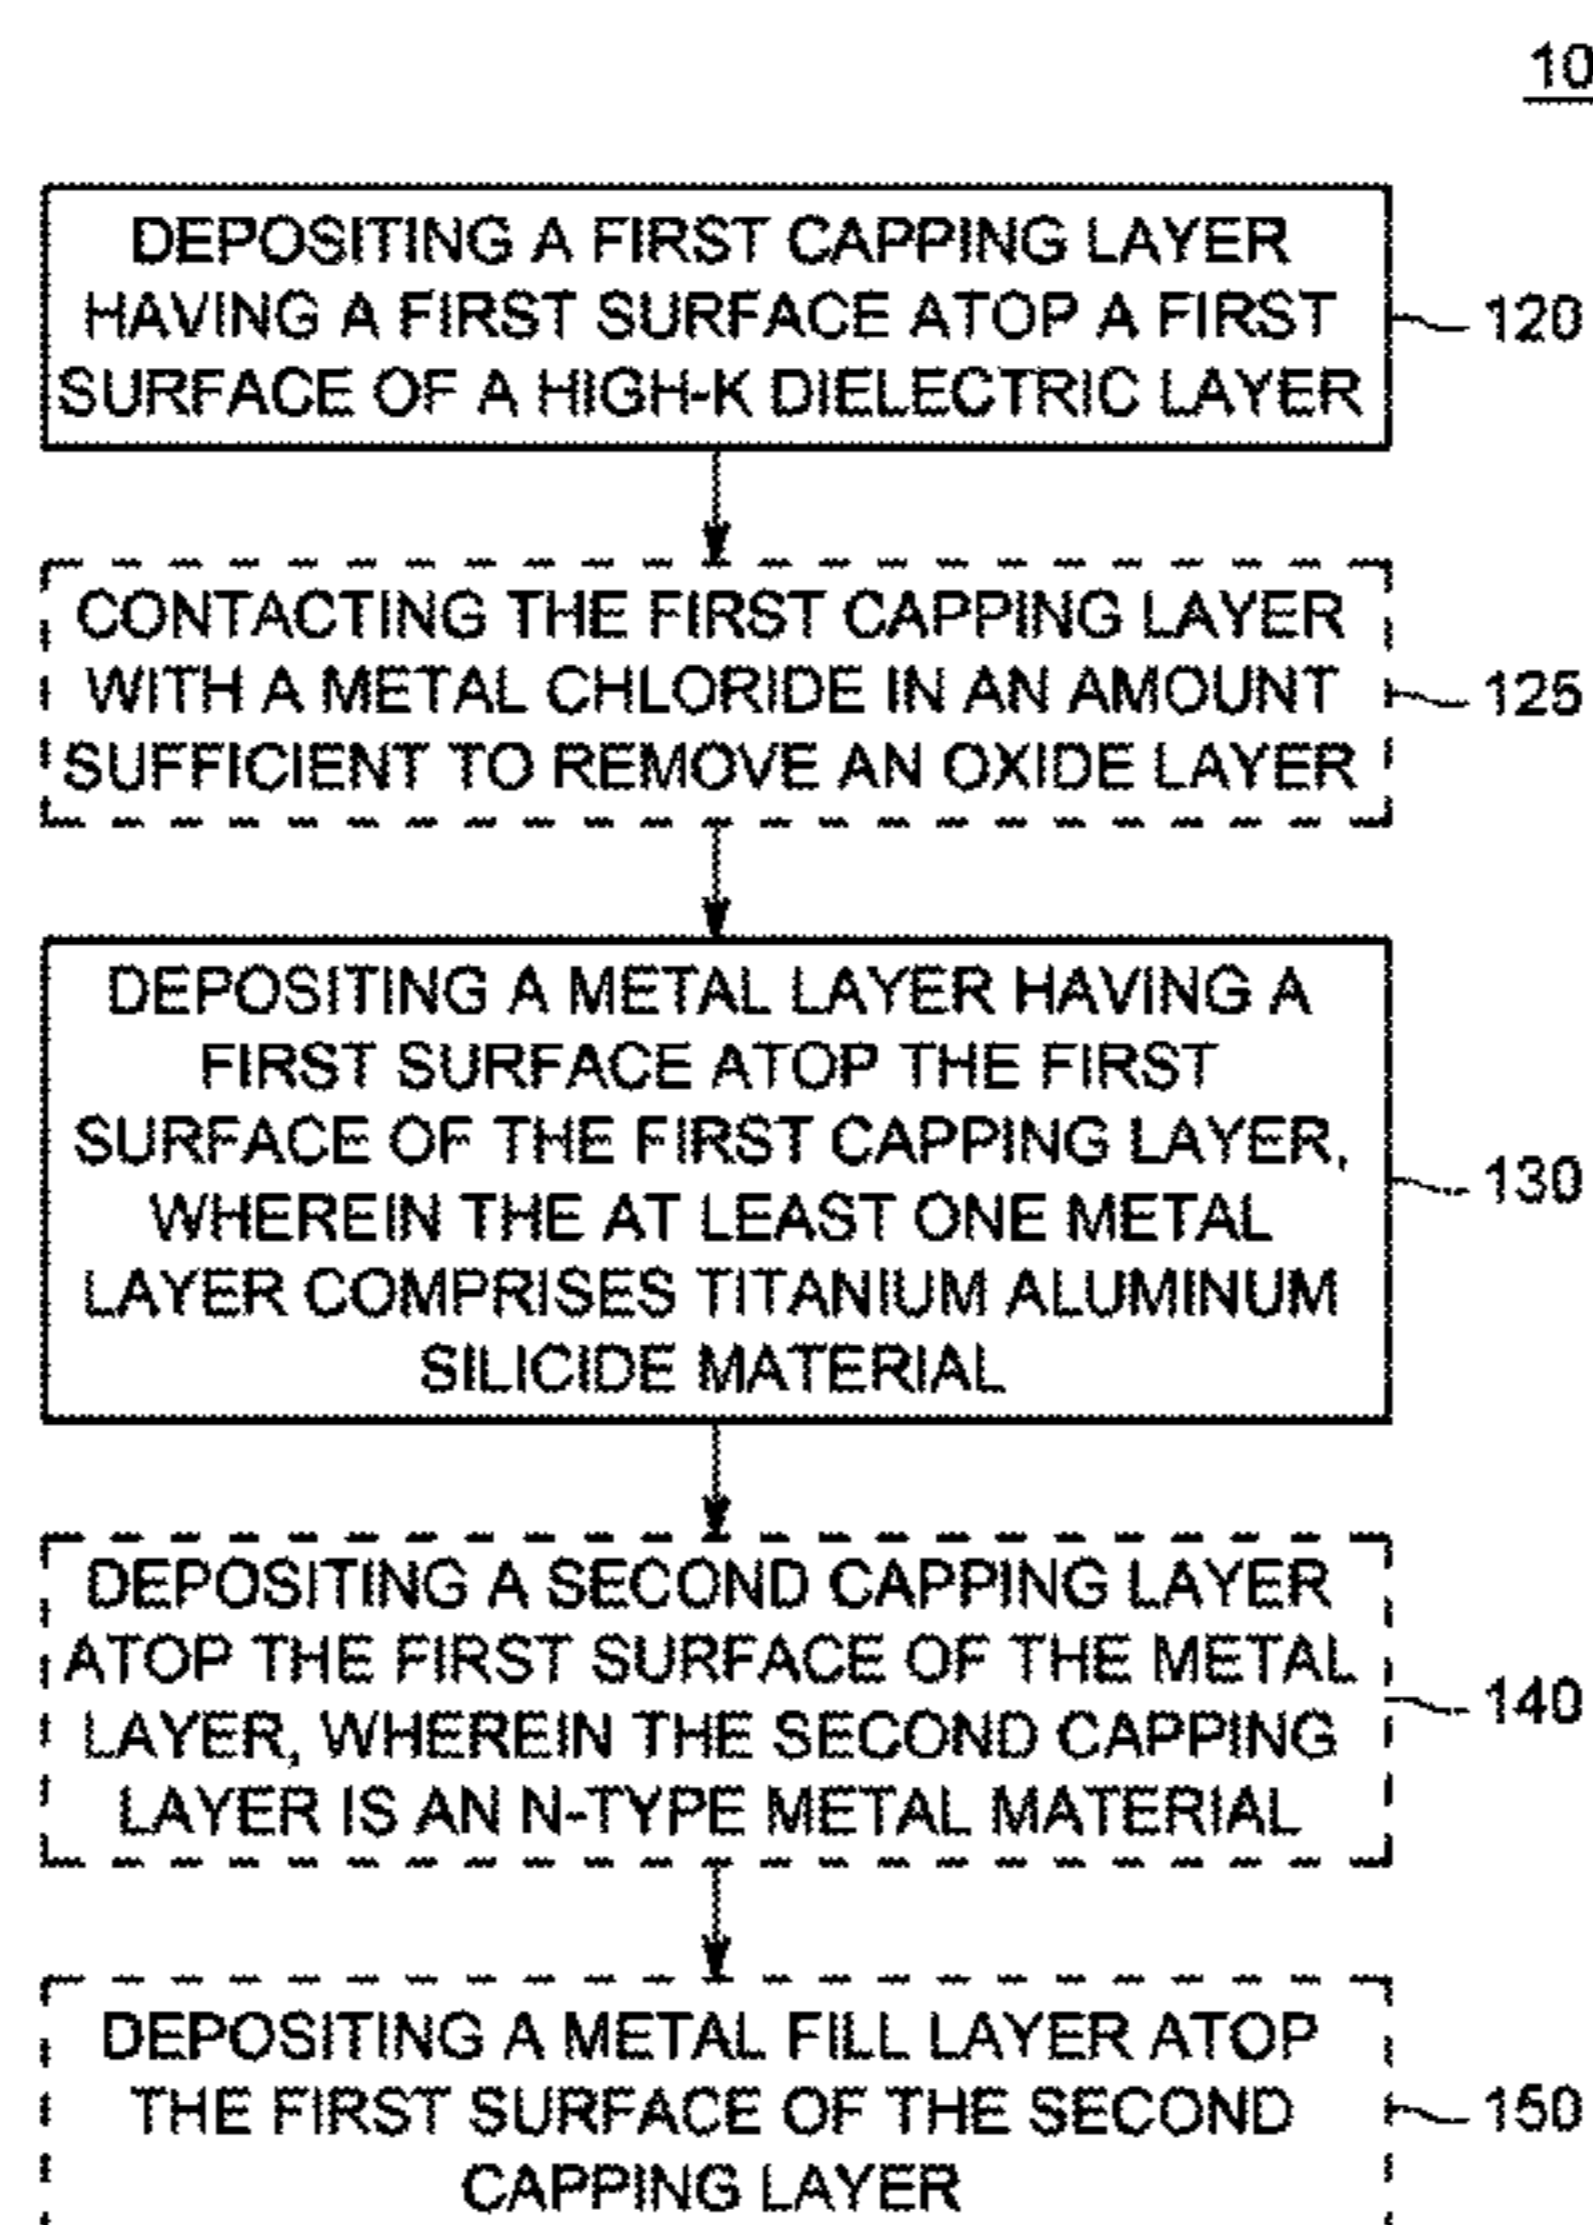 10
DEPOSITING A FIRST CAPPING LAYER
HAVING A FIRST SURFACE ATOP A FIRST
SURFACE OF A HIGH-K DIELECTRIC LAYER
120
CONTACTING THE FIRST CAPPING LAYER
WITH A METAL CHLORIDE IN AN AMOUNT
SUFFICIENT TO REMOVE AN OXIDE LAYER
125
DEPOSITING A METAL LAYER HAVING A
FIRST SURFACE ATOP THE FIRST
SURFACE OF THE FIRST CAPPING LAYER,
WHEREIN THE AT LEAST ONE METAL
LAYER COMPRISES TITANIUM ALUMINUM
SILICIDE MATERIAL
130
DEPOSITING A SECOND CAPPING LAYER
ATOP THE FIRST SURFACE OF THE METAL
LAYER, WHEREIN THE SECOND CAPPING
LAYER IS AN N-TYPE METAL MATERIAL
140
DEPOSITING A METAL FILL LAYER ATOP
THE FIRST SURFACE OF THE SECOND
CAPPING LAYER
150